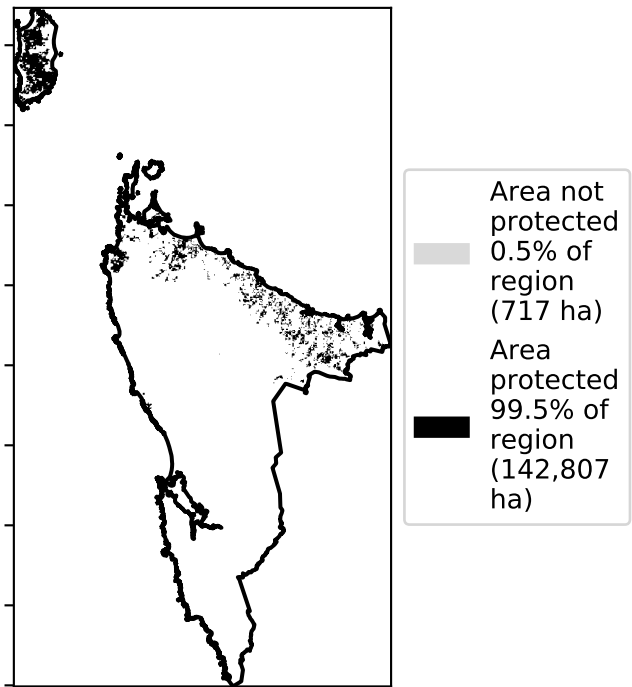 Area not
protected
0.5% of
region
(717 ha)
Area
protected
99.5% of
region
(142,807
ha)